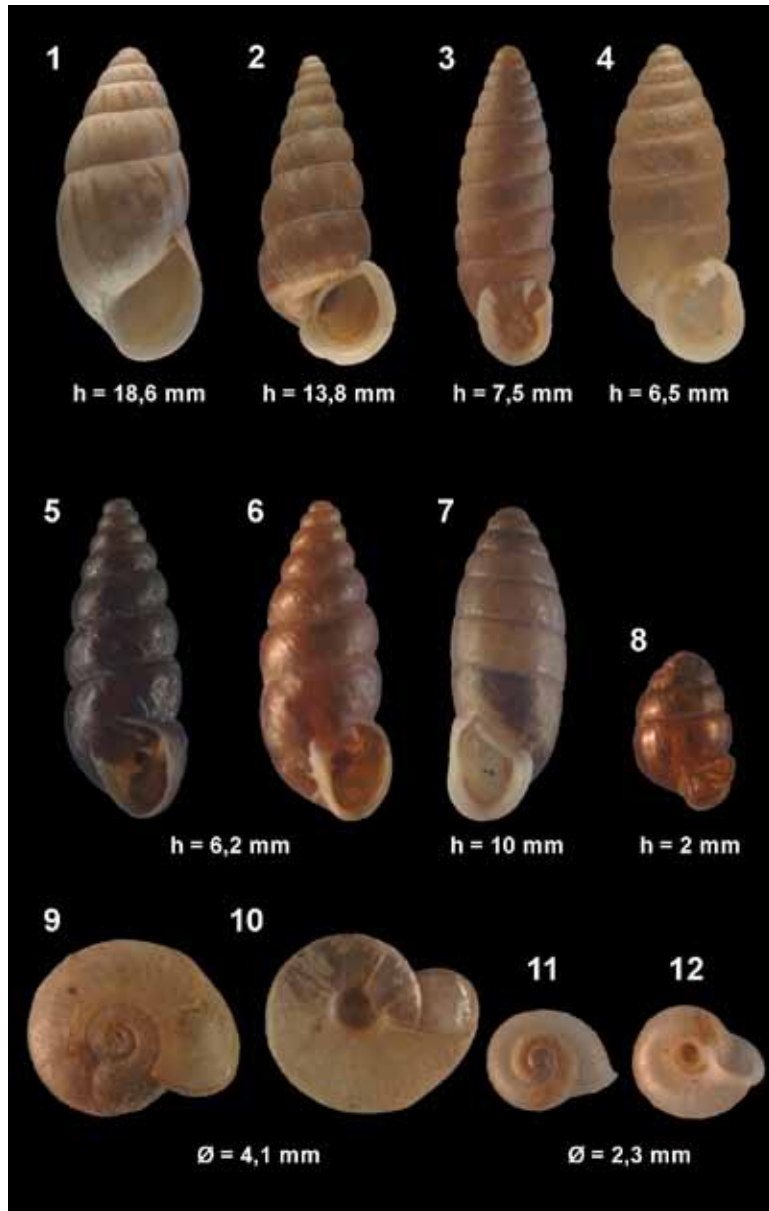 1 2 3 4
h = 18,6 mm h = 13,8 mm h = 7,5 mm h = 6,5 mm
5 6 7 8
h = 6,2 mm h = 10 mm h = 2 mm
9 10 11 12
Ø = 4,1 mm Ø = 2,3 mm